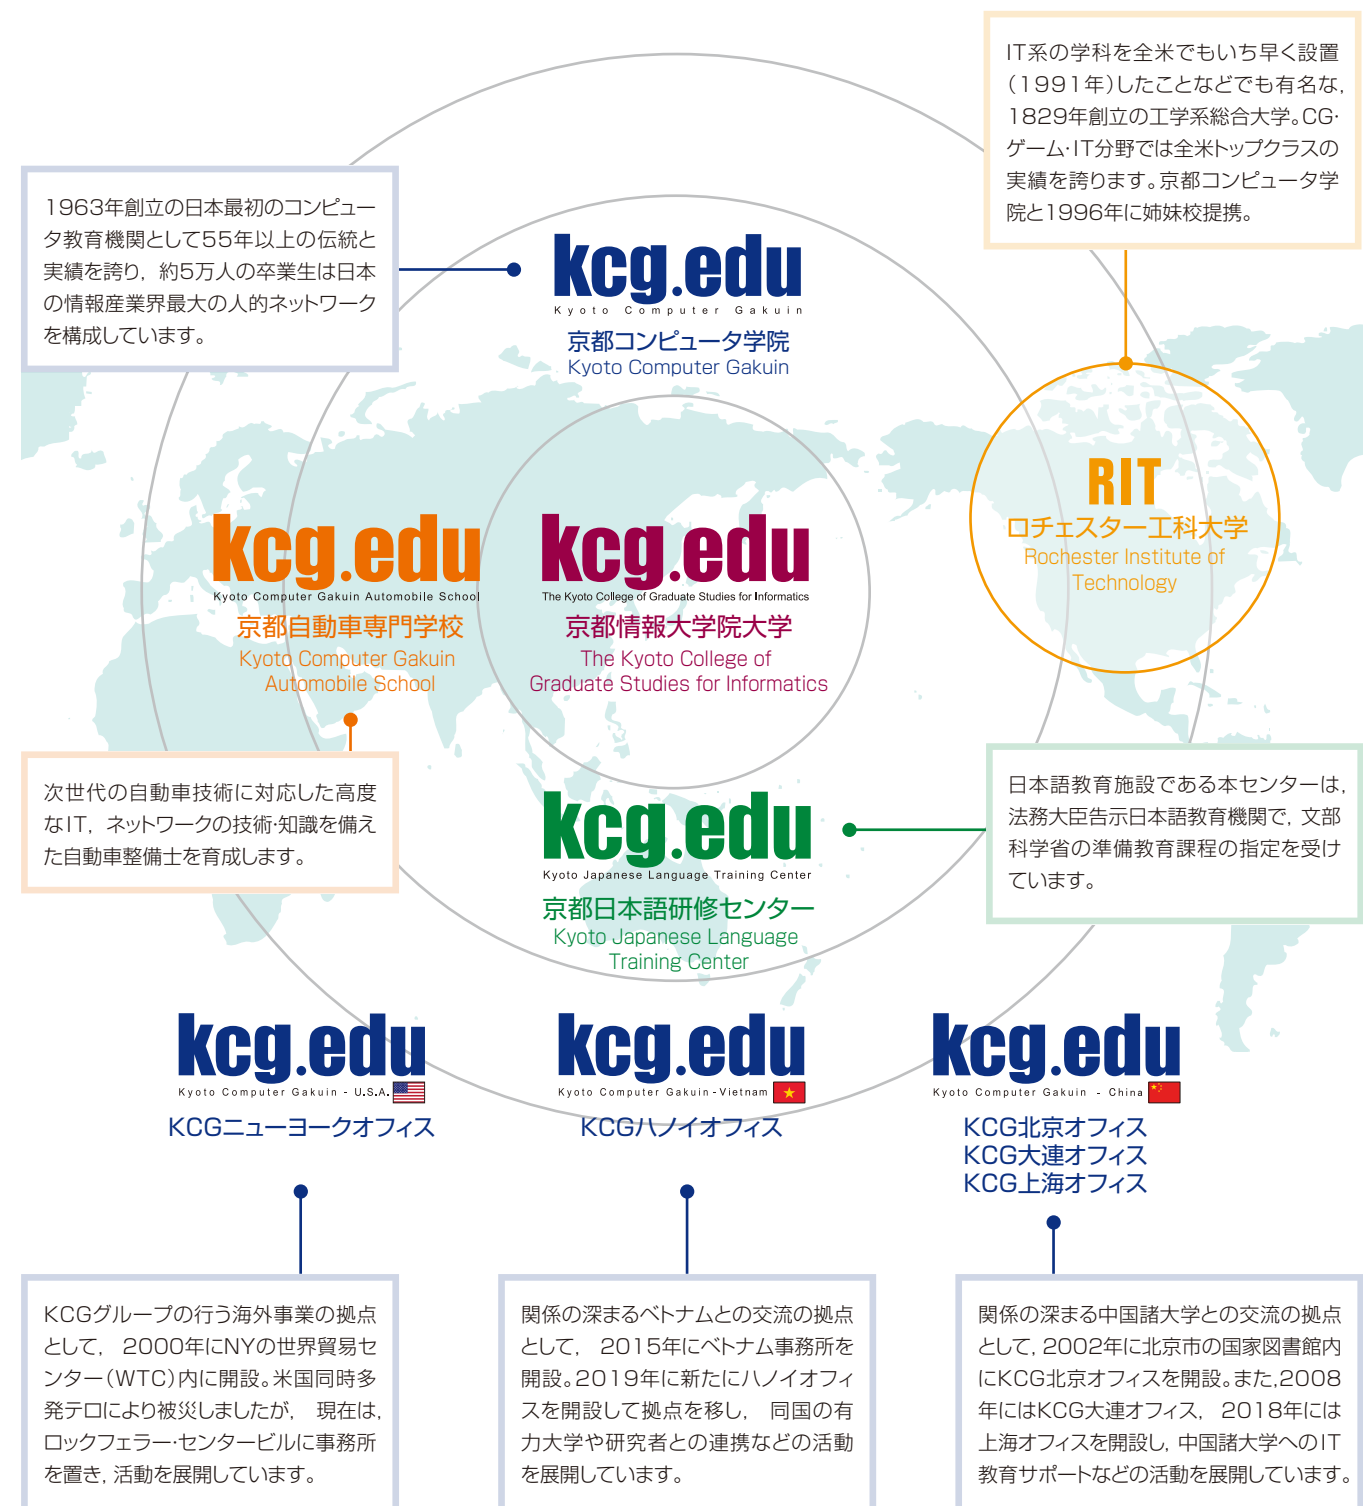 IT系の学科を全米でもいち早く設置
（1991年）したことなどでも有名な，
1829年創立の工学系総合大学。CG・
ゲーム・IT分野では全米トップクラスの
実績を誇ります。京都コンピュータ学
院と1996年に姉妹校提携。
1963年創立の日本最初のコンピュー
タ教育機関として55年以上の伝統と
実績を誇り，約5万人の卒業生は日本
の情報産業界最大の人的ネットワーク
を構成しています。
kcg.edu
Kyoto Computer Gakuin
京都コンピュータ学院
Kyoto Computer Gakuin
RIT
ロチェスター工科大学
Rochester Institute of
Technology
kcg.edu
Kyoto Computer Gakuin Automobile School
京都自動車専門学校
Kyoto Computer Gakuin
Automobile School
kcg.edu
The Kyoto College of Graduate Studies for Informatics
京都情報大学院大学
The Kyoto College of
Graduate Studies for Informatics
次世代の自動車技術に対応した高度
なIT，ネットワークの技術・知識を備え
た自動車整備士を育成します。
kcg.edu
Kyoto Japanese Language Training Center
京都日本語研修センター
Kyoto Japanese Language
Training Center
日本語教育施設である本センターは，
法務大臣告示日本語教育機関で，文部
科学省の準備教育課程の指定を受け
ています。
kcg.edu
Kyoto Computer Gakuin - U.S.A.
KCGニューヨークオフィス
kcg.edu
Kyoto Computer Gakuin - Vietnam
KCGハノイオフィス
kcg.edu
Kyoto Computer Gakuin - China
KCG北京オフィス
KCG大連オフィス
KCG上海オフィス
KCGグループの行う海外事業の拠点
として，2000年にNYの世界貿易セ
ンター（WTC）内に開設。米国同時多
発テロにより被災しましたが，現在は，
ロックフェラー・センタービルに事務所
を置き，活動を展開しています。
関係の深まるベトナムとの交流の拠点
として，2015年にベトナム事務所を
開設。2019年に新たにハノイオフィ
スを開設して拠点を移し，同国の有
力大学や研究者との連携などの活動
を展開しています。
関係の深まる中国諸大学との交流の拠点
として，2002年に北京市の国家図書館内
にKCG北京オフィスを開設。また，2008
年にはKCG大連オフィス，2018年には
上海オフィスを開設し，中国諸大学へのIT
教育サポートなどの活動を展開しています。